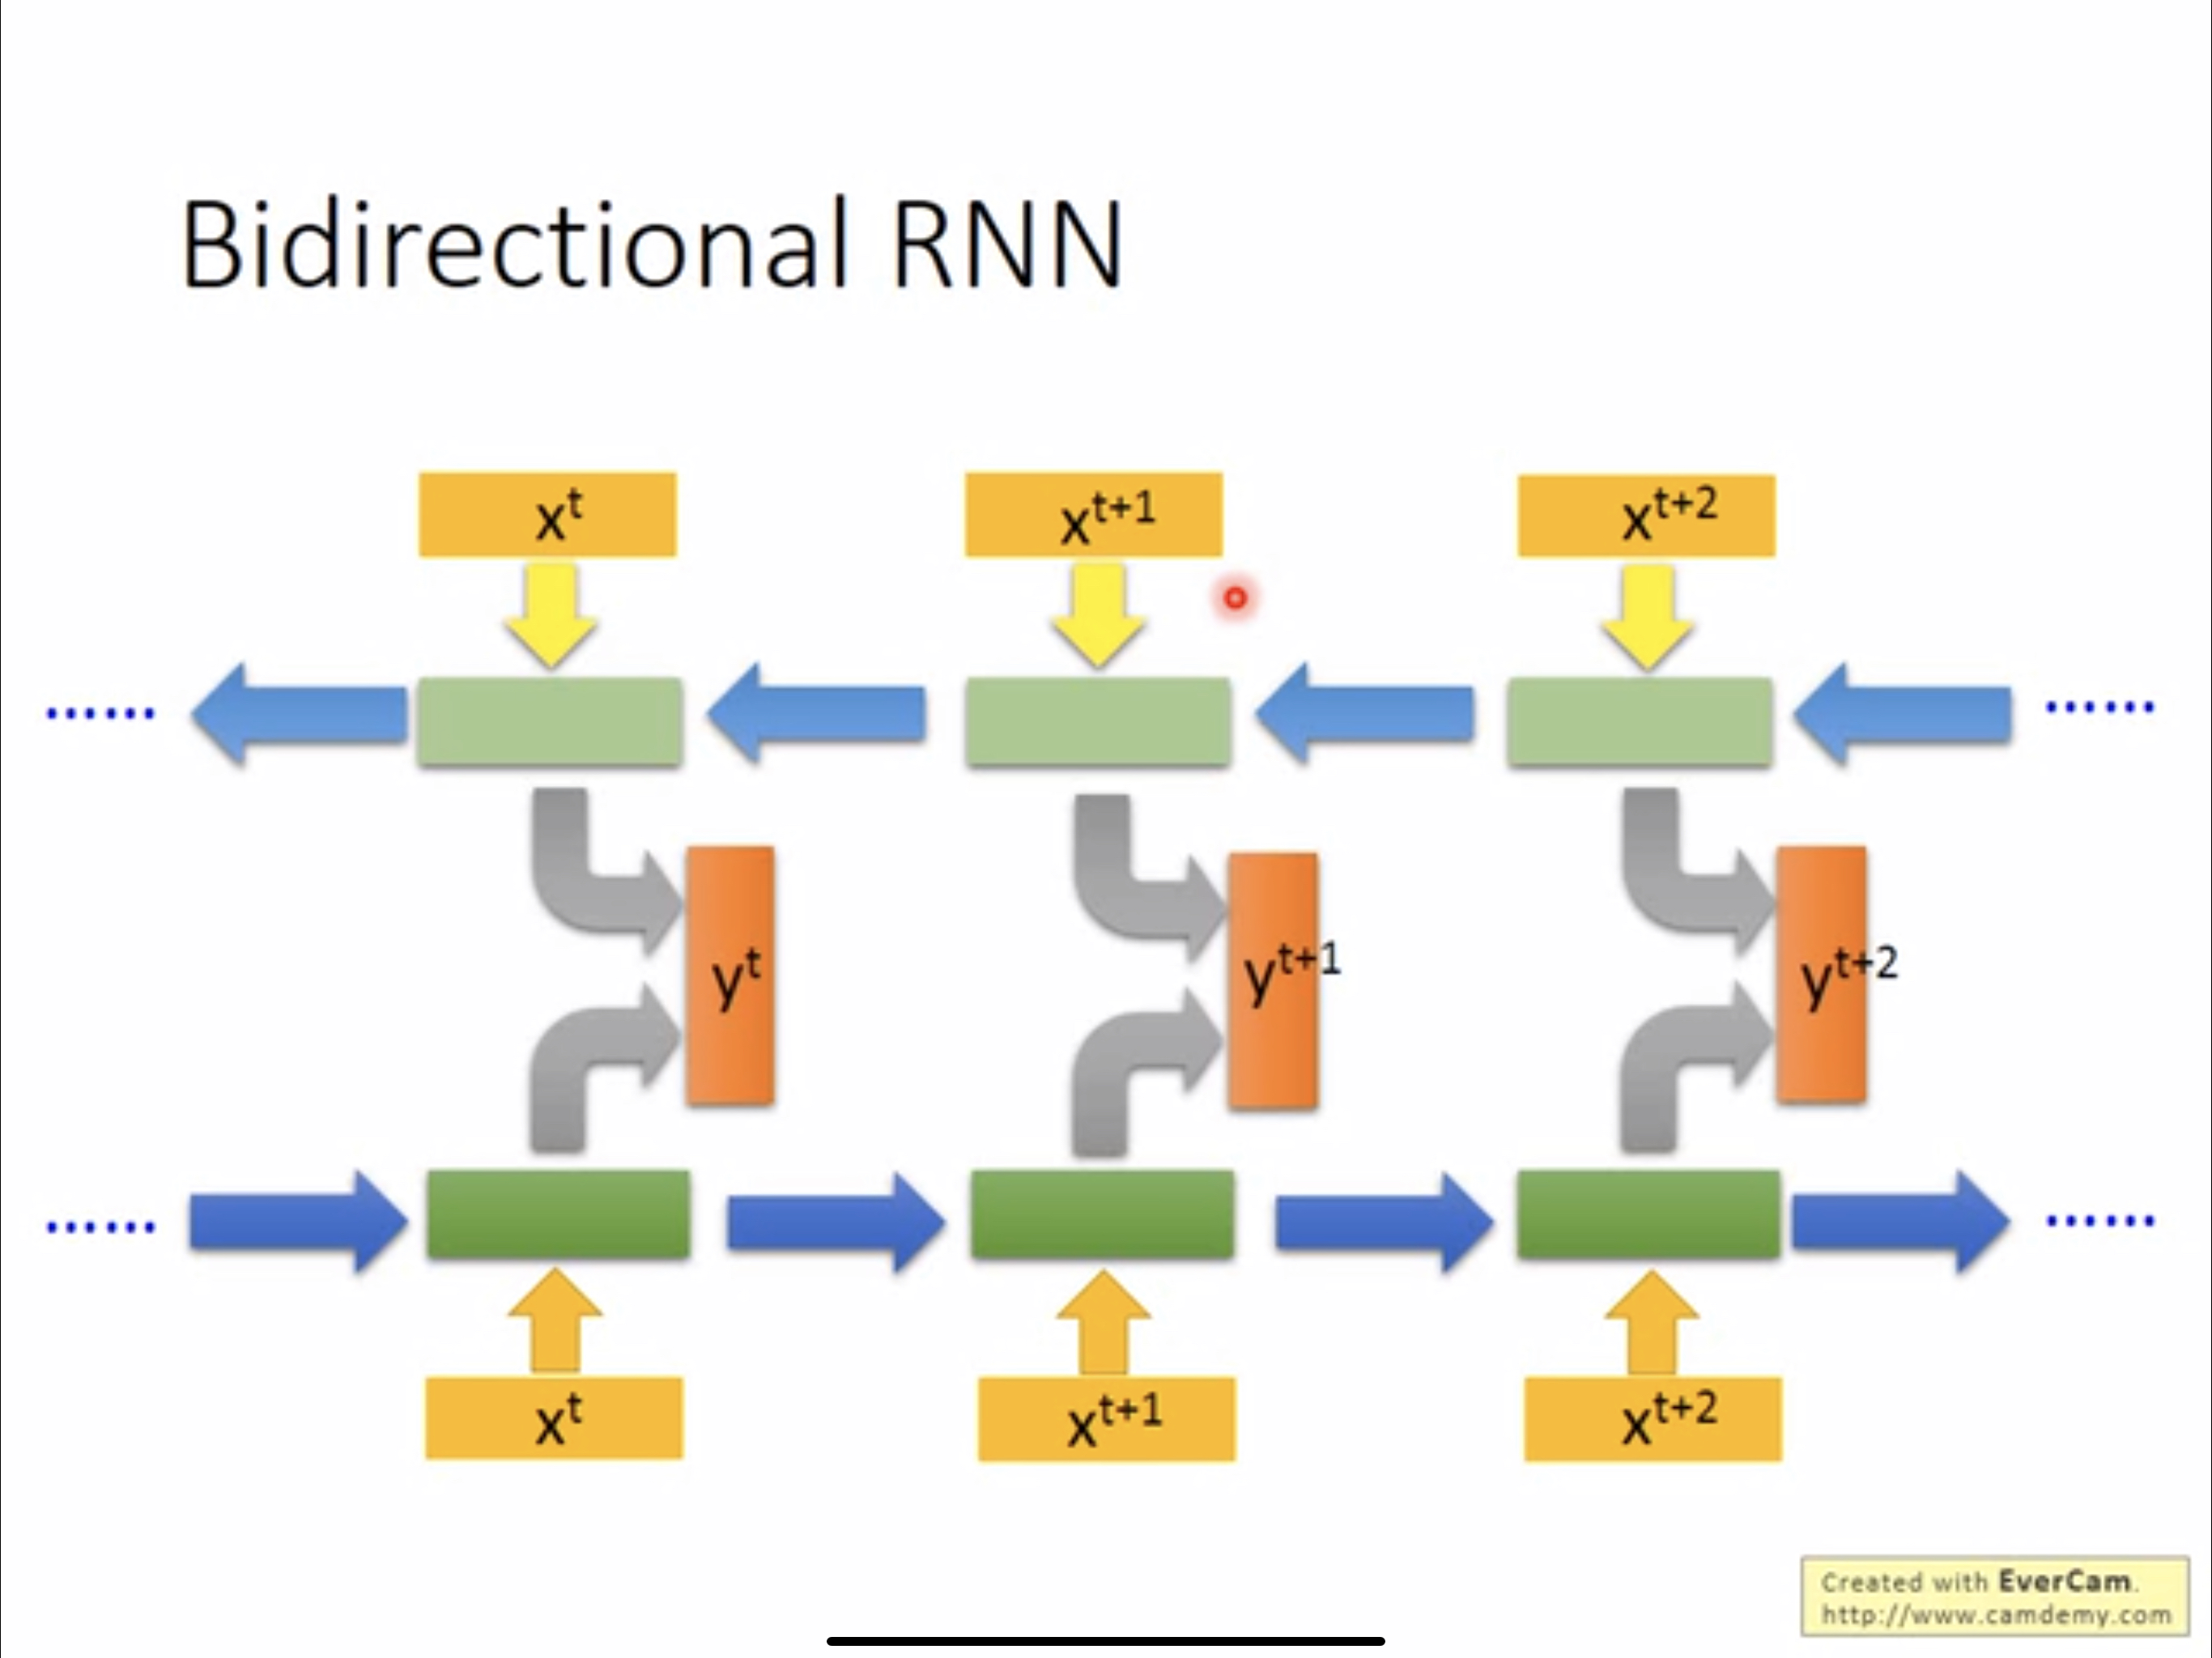 Bidirectional RNN
x^t x^{t+1} x^{t+2}
...... ......
y^t y^{t+1} y^{t+2}
...... ......
x^t x^{t+1} x^{t+2}
Created with EverCam.
http://www.camdemy.com